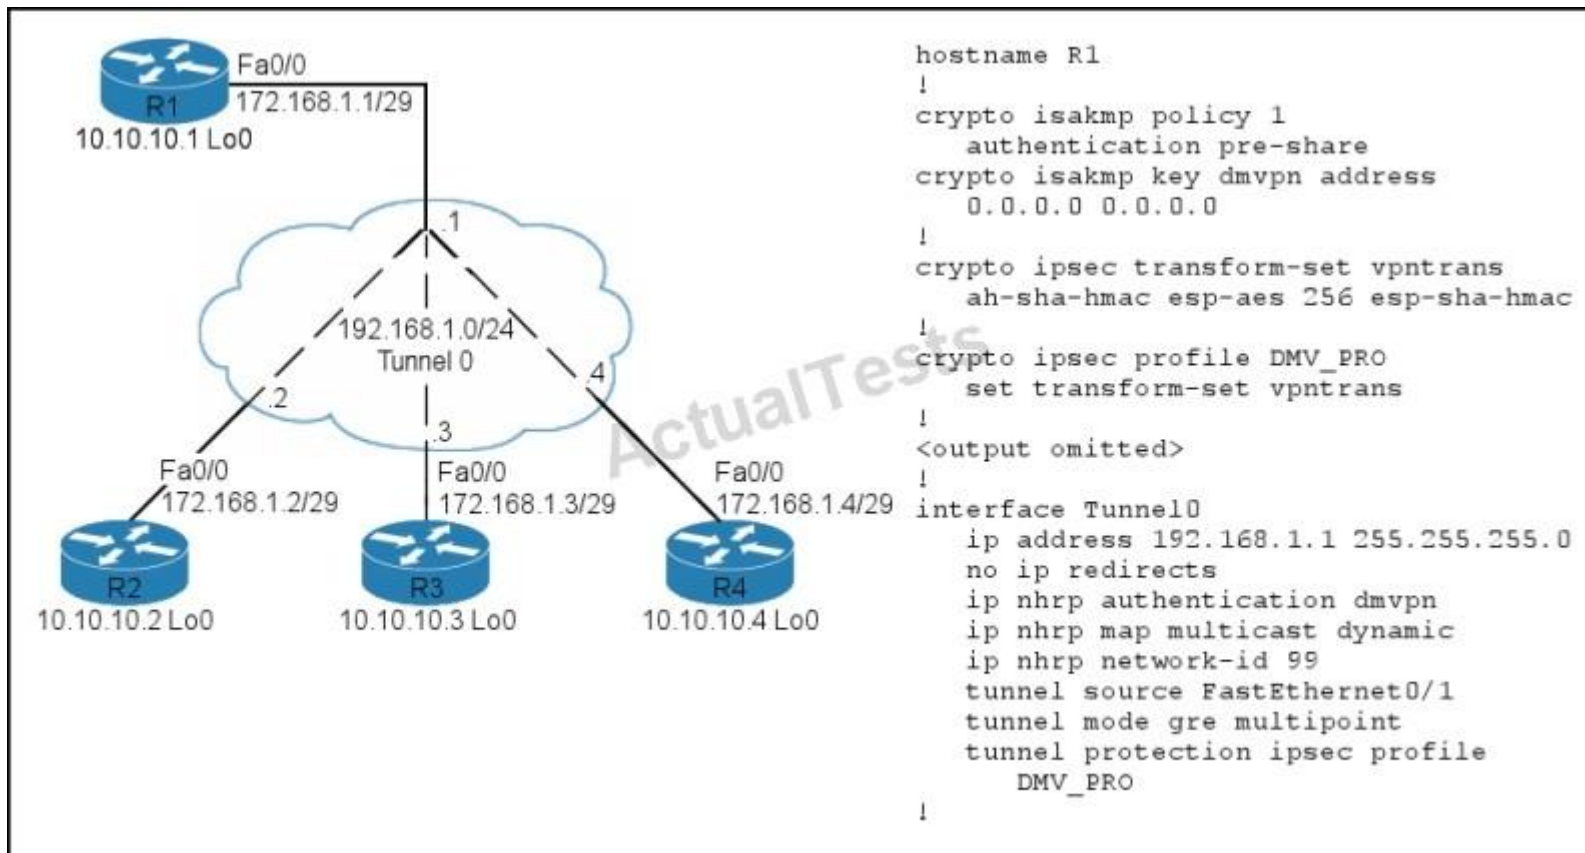 Fa0/0
172.168.1.1/29
R1
10.10.10.1 Lo0
.1
192.168.1.0/24
Tunnel 0
.2
.3
.4
Fa0/0
172.168.1.2/29
Fa0/0
172.168.1.3/29
Fa0/0
172.168.1.4/29
R2
10.10.10.2 Lo0
R3
10.10.10.3 Lo0
R4
10.10.10.4 Lo0
hostname R1
!
crypto isakmp policy 1
authentication pre-share
crypto isakmp key dmvpn address
0.0.0.0 0.0.0.0
!
crypto ipsec transform-set vpntrans
ah-sha-hmac esp-aes 256 esp-sha-hmac
!
crypto ipsec profile DMV_PRO
set transform-set vpntrans
!
<output omitted>
!
interface Tunnel0
ip address 192.168.1.1 255.255.255.0
no ip redirects
ip nhrp authentication dmvpn
ip nhrp map multicast dynamic
ip nhrp network-id 99
tunnel source FastEthernet0/1
tunnel mode gre multipoint
tunnel protection ipsec profile
DMV_PRO
!
ActualTests